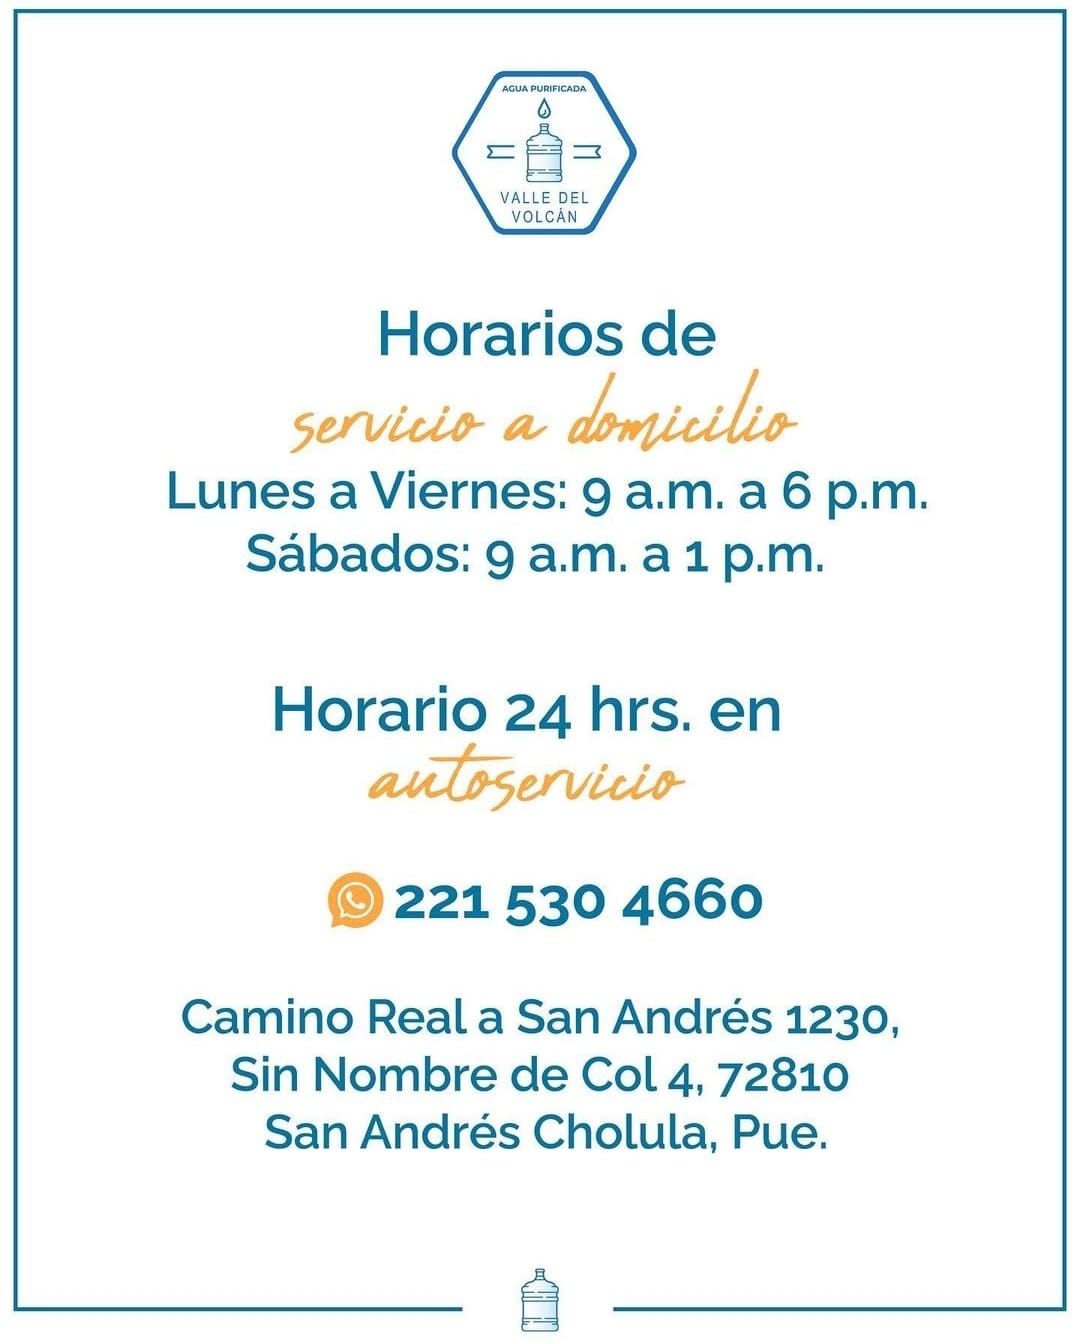 AGUA PURIFICADA
VALLE DEL
VOLCÁN
Horarios de
servicio a domicilio
Lunes a Viernes: 9 a.m. a 6 p.m.
Sábados: 9 a.m. a 1 p.m.
Horario 24 hrs. en
autoservicio
221 530 4660
Camino Real a San Andrés 1230,
Sin Nombre de Col 4, 72810
San Andrés Cholula, Pue.